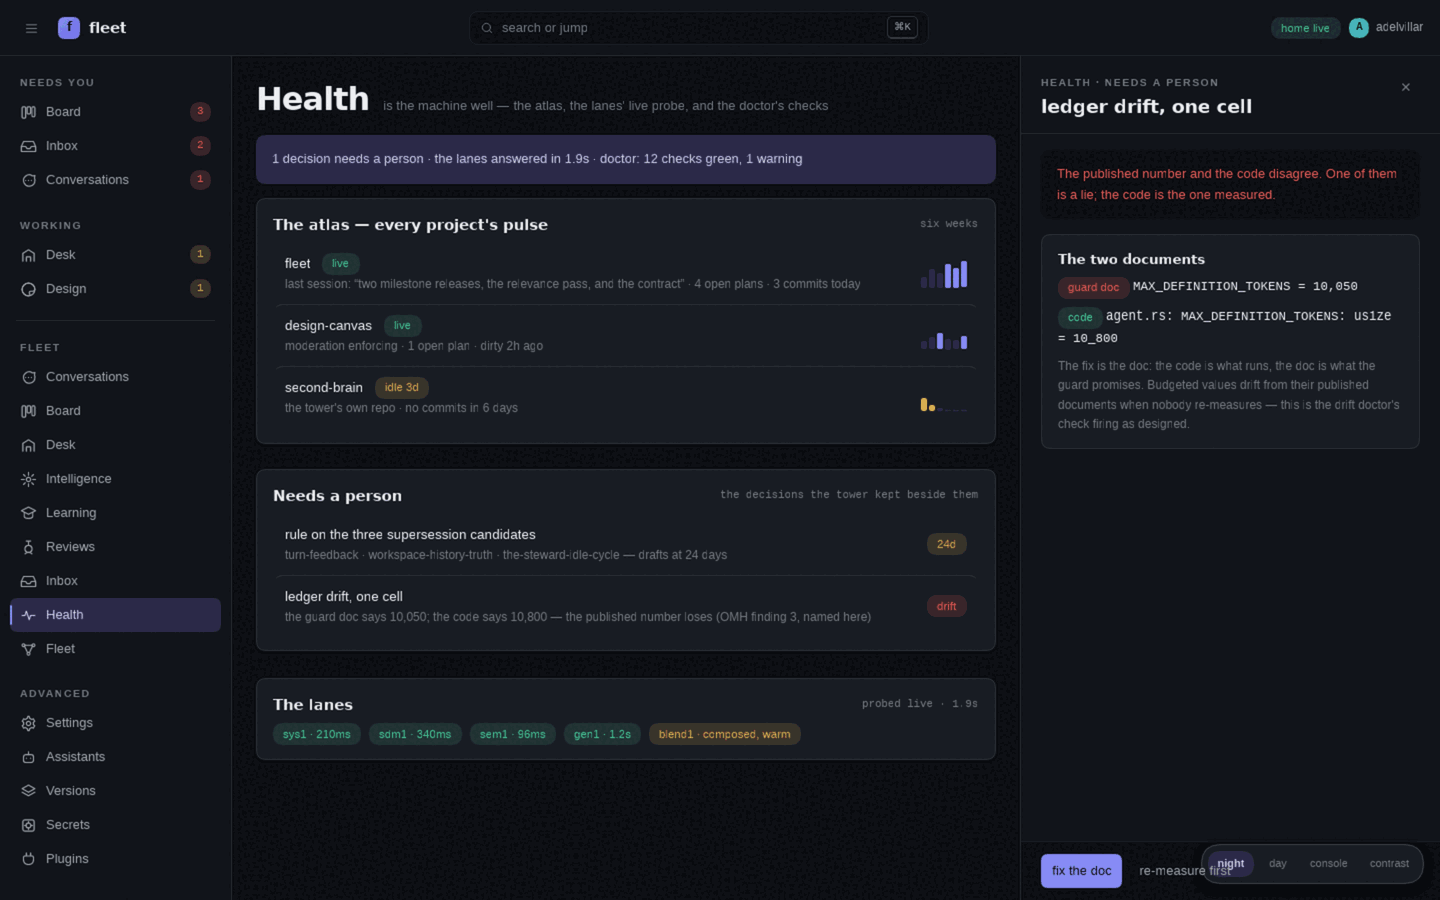 f fleet
search or jump ⌘K
home live A adelvillar
NEEDS YOU
Board 3
Inbox 2
Conversations 1
WORKING
Desk 1
Design 1
FLEET
Conversations
Board
Desk
Intelligence
Learning
Reviews
Inbox
Health
Fleet
ADVANCED
Settings
Assistants
Versions
Secrets
Plugins
Health is the machine well — the atlas, the lanes' live probe, and the doctor's checks
1 decision needs a person · the lanes answered in 1.9s · doctor: 12 checks green, 1 warning
The atlas — every project's pulse six weeks
fleet live
last session: “two milestone releases, the relevance pass, and the contract” · 4 open plans · 3 commits today
design-canvas live
moderation enforcing · 1 open plan · dirty 2h ago
second-brain idle 3d
the tower's own repo · no commits in 6 days
Needs a person the decisions the tower kept beside them
rule on the three supersession candidates
turn-feedback · workspace-history-truth · the-steward-idle-cycle — drafts at 24 days
24d
ledger drift, one cell
the guard doc says 10,050; the code says 10,800 — the published number loses (OMH finding 3, named here)
drift
The lanes probed live · 1.9s
sys1 · 210ms sdm1 · 340ms sem1 · 96ms gen1 · 1.2s blend1 · composed, warm
HEALTH · NEEDS A PERSON
ledger drift, one cell
The published number and the code disagree. One of them
is a lie; the code is the one measured.
The two documents
guard doc MAX_DEFINITION_TOKENS = 10,050
code agent.rs: MAX_DEFINITION_TOKENS: usize
= 10_800
The fix is the doc: the code is what runs, the doc is what the
guard promises. Budgeted values drift from their published
documents when nobody re-measures — this is the drift doctor's
check firing as designed.
fix the doc re-measure first
night day console contrast